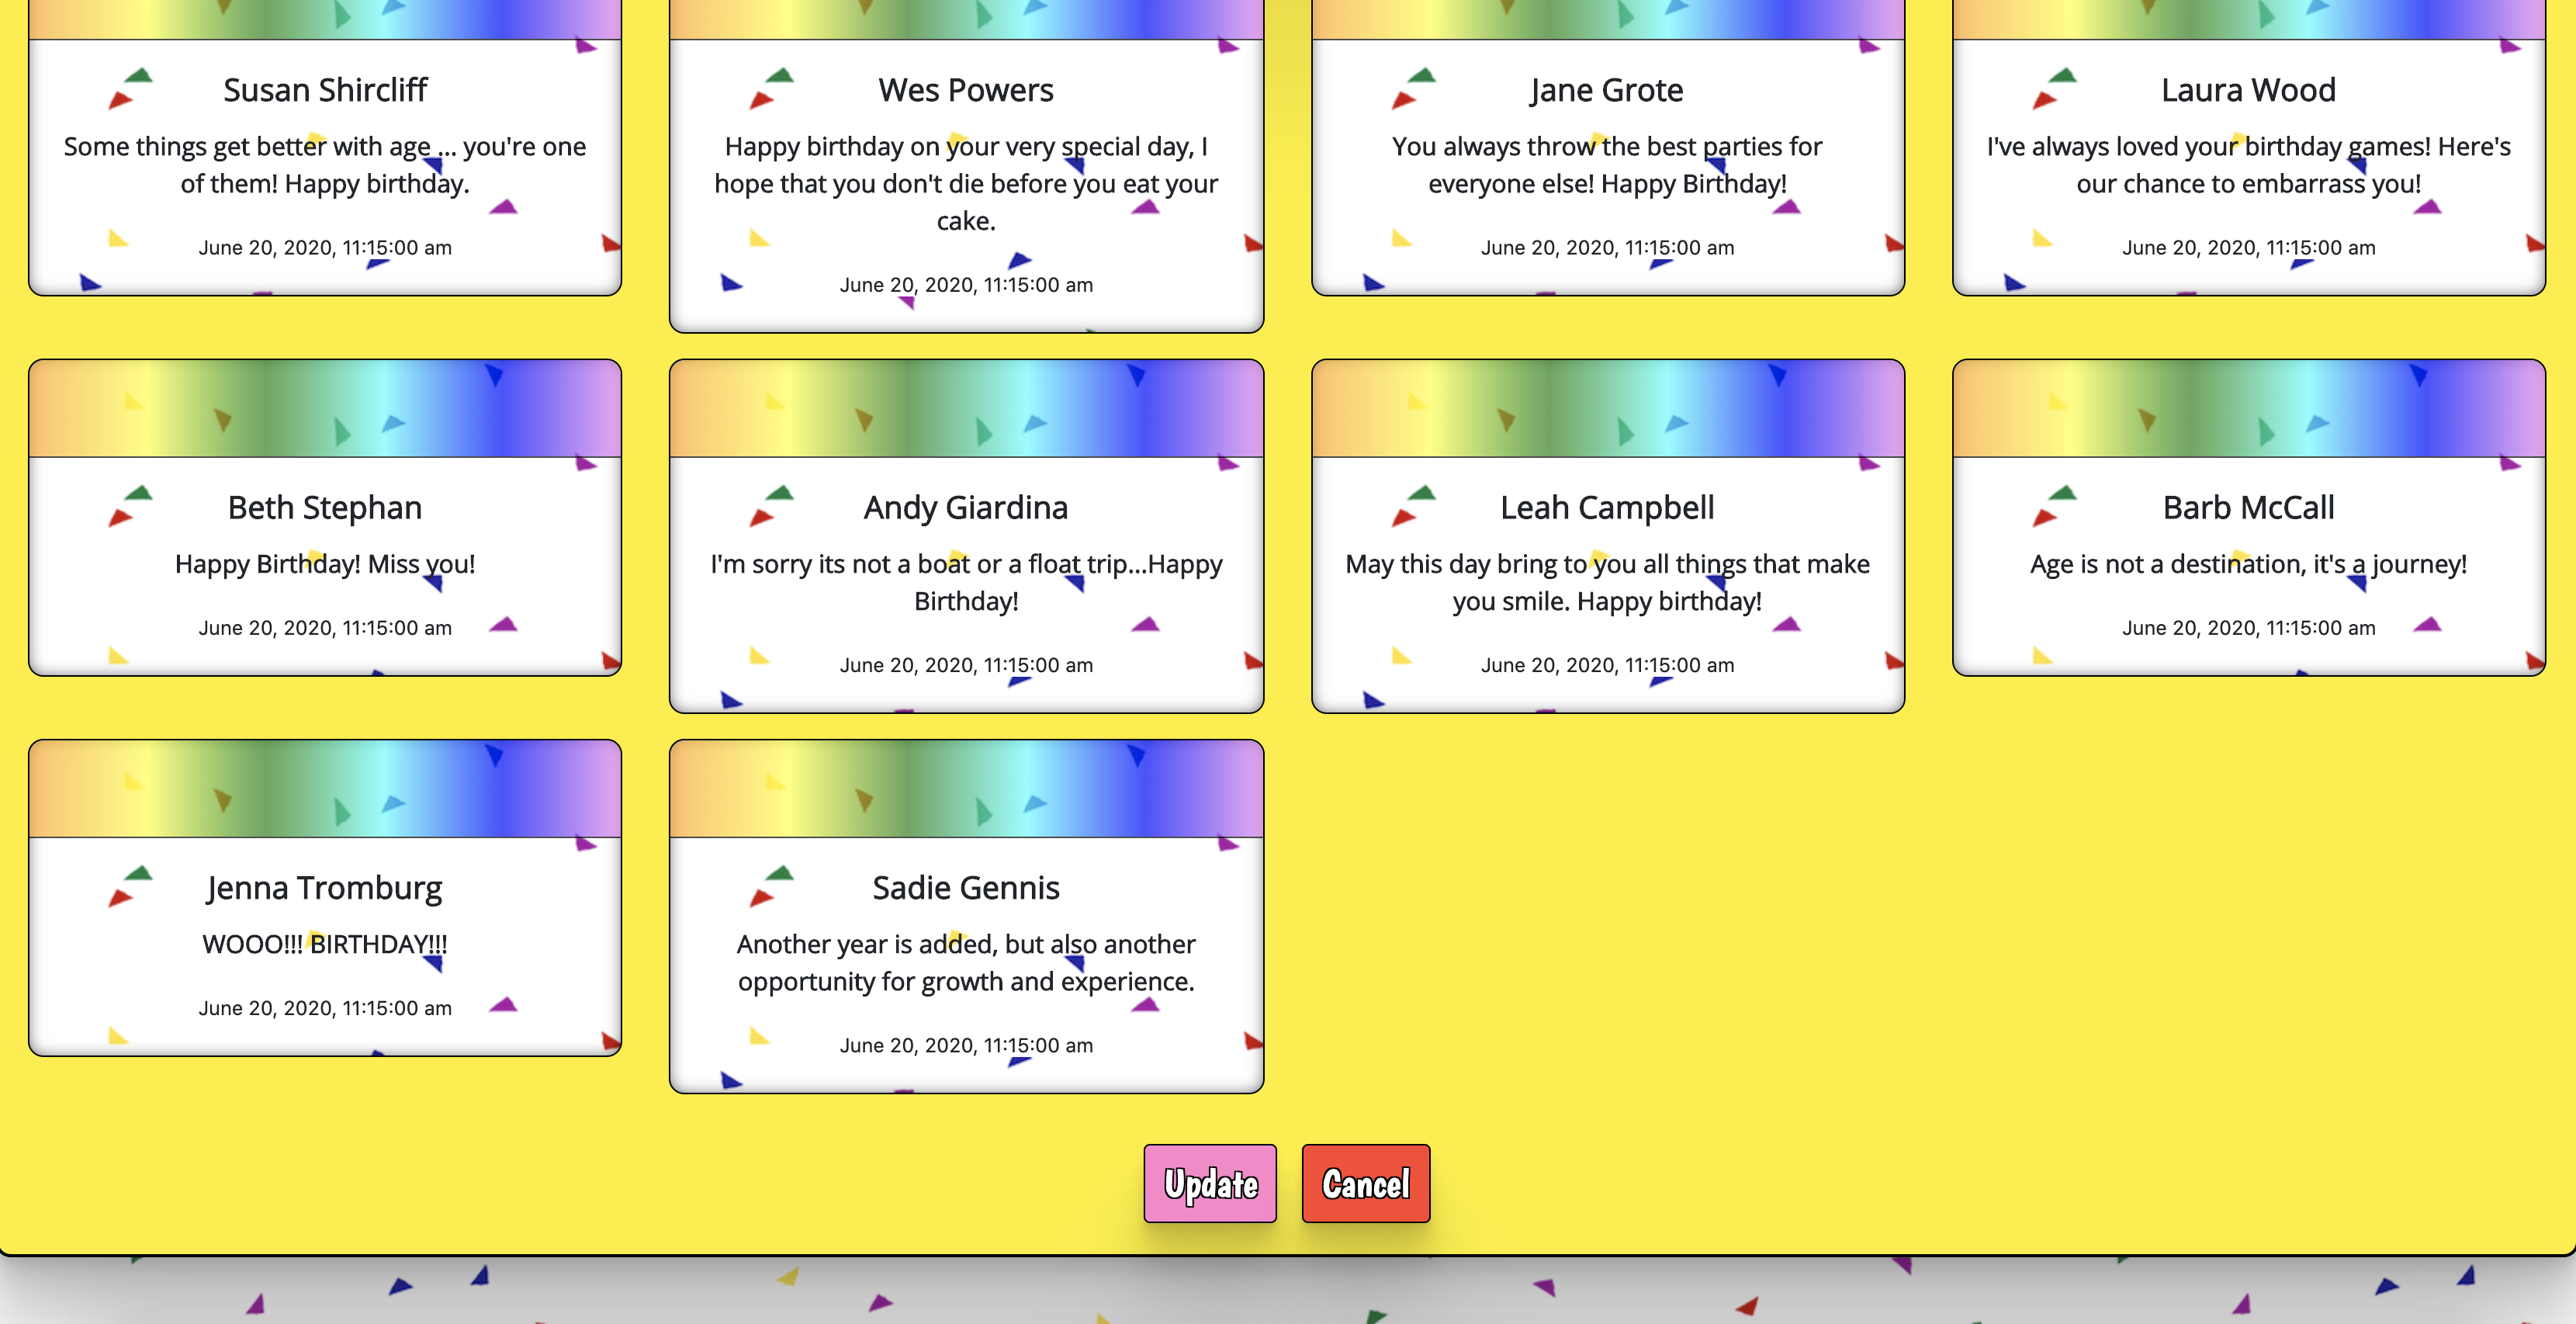 Susan Shircliff
Some things get better with age ... you're one
of them! Happy birthday.
June 20, 2020, 11:15:00 am
Wes Powers
Happy birthday on your very special day, I
hope that you don't die before you eat your
cake.
June 20, 2020, 11:15:00 am
Jane Grote
You always throw the best parties for
everyone else! Happy Birthday!
June 20, 2020, 11:15:00 am
Laura Wood
I've always loved your birthday games! Here's
our chance to embarrass you!
June 20, 2020, 11:15:00 am
Beth Stephan
Happy Birthday! Miss you!
June 20, 2020, 11:15:00 am
Andy Giardina
I'm sorry its not a boat or a float trip...Happy
Birthday!
June 20, 2020, 11:15:00 am
Leah Campbell
May this day bring to you all things that make
you smile. Happy birthday!
June 20, 2020, 11:15:00 am
Barb McCall
Age is not a destination, it's a journey!
June 20, 2020, 11:15:00 am
Jenna Tromburg
WOOO!!! BIRTHDAY!!!
June 20, 2020, 11:15:00 am
Sadie Gennis
Another year is added, but also another
opportunity for growth and experience.
June 20, 2020, 11:15:00 am
Update
Cancel